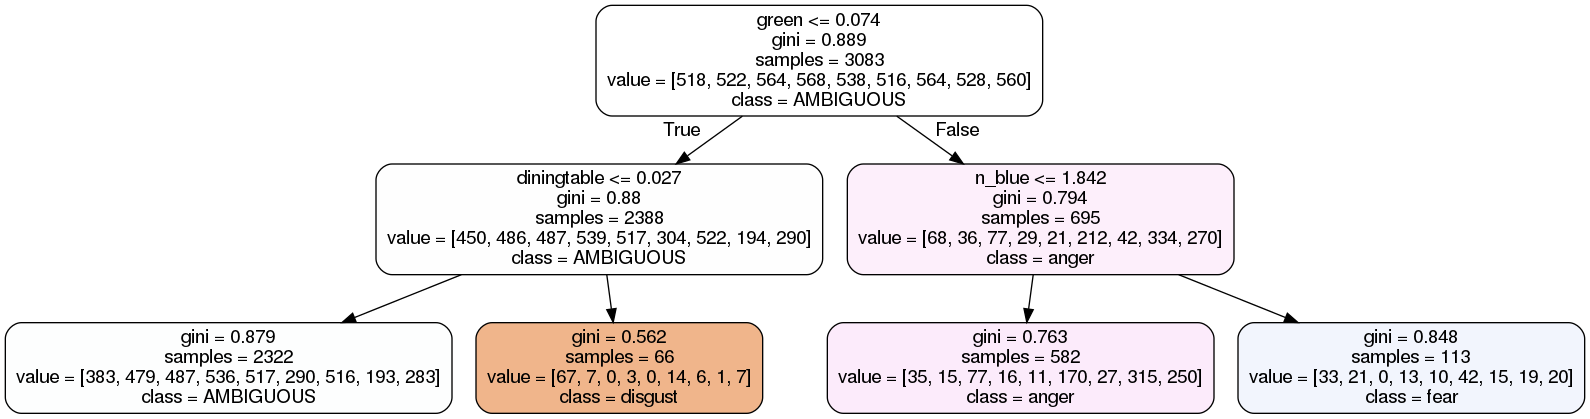 green <= 0.074
gini = 0.889
samples = 3083
value = [518, 522, 564, 568, 538, 516, 564, 528, 560]
class = AMBIGUOUS
True
False
diningtable <= 0.027
gini = 0.88
samples = 2388
value = [450, 486, 487, 539, 517, 304, 522, 194, 290]
class = AMBIGUOUS
n_blue <= 1.842
gini = 0.794
samples = 695
value = [68, 36, 77, 29, 21, 212, 42, 334, 270]
class = anger
gini = 0.879
samples = 2322
value = [383, 479, 487, 536, 517, 290, 516, 193, 283]
class = AMBIGUOUS
gini = 0.562
samples = 66
value = [67, 7, 0, 3, 0, 14, 6, 1, 7]
class = disgust
gini = 0.763
samples = 582
value = [35, 15, 77, 16, 11, 170, 27, 315, 250]
class = anger
gini = 0.848
samples = 113
value = [33, 21, 0, 13, 10, 42, 15, 19, 20]
class = fear